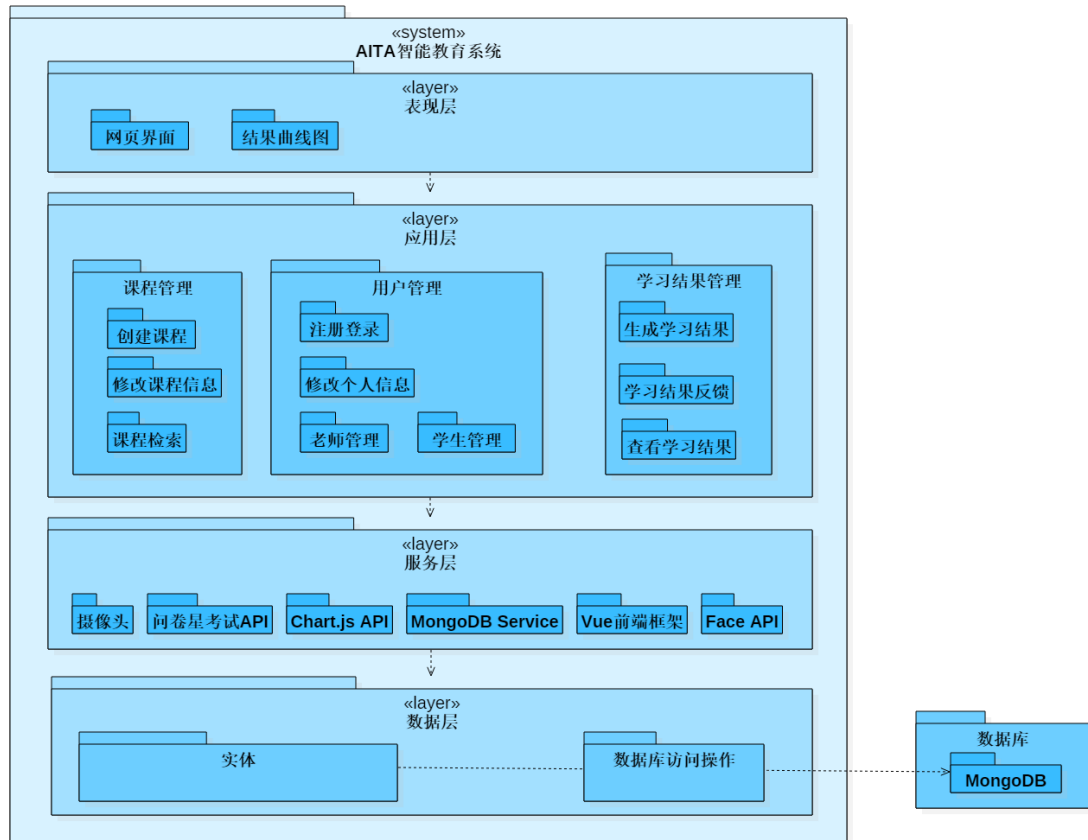 «system»
AITA智能教育系统
«layer»
表现层
网页界面
结果曲线图
«layer»
应用层
课程管理
创建课程
修改课程信息
课程检索
用户管理
注册登录
修改个人信息
老师管理
学生管理
学习结果管理
生成学习结果
学习结果反馈
查看学习结果
«layer»
服务层
摄像头
问卷星考试API
Chart.js API
MongoDB Service
Vue前端框架
Face API
«layer»
数据层
实体
数据库访问操作
数据库
MongoDB